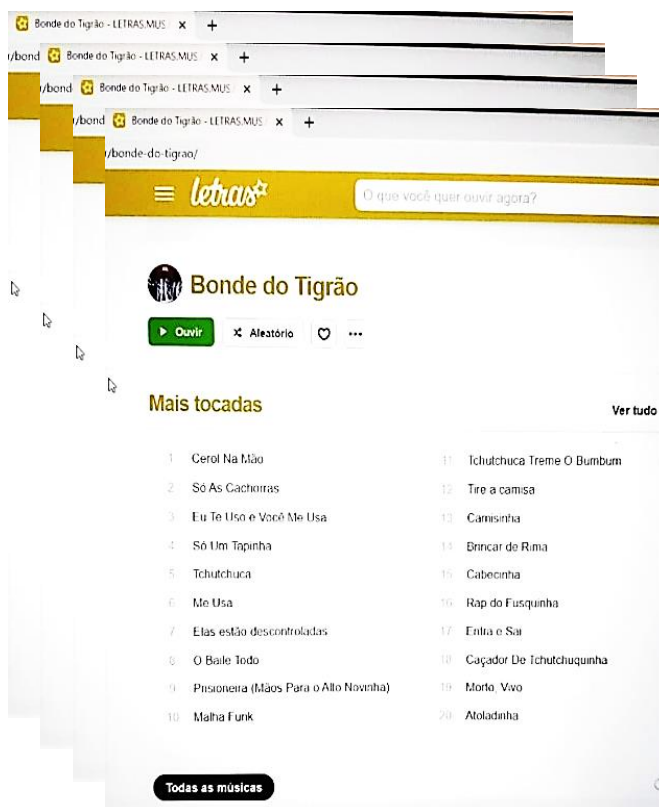 Bonde do Tigrão - LETRAS.MUS x +
/bond Bonde do Tigrão - LETRAS.MUS x +
/bond Bonde do Tigrão - LETRAS.MUS x +
/bond Bonde do Tigrão - LETRAS.MUS x +
/bonde-do-tigrao/
letras
O que você quer ouvir agora?
Bonde do Tigrão
Ouvir
Aleatório
Mais tocadas
Ver tudo
1 Cerol Na Mão
2 Só As Cachorras
3 Eu Te Uso e Você Me Usa
4 Só Um Tapinha
5 Tchutchuca
6 Me Usa
7 Elas estão descontroladas
8 O Baile Todo
9 Prisioneira (Mãos Para o Alto Novinha)
10 Malha Funk
11 Tchutchuca Treme O Bumbum
12 Tire a camisa
13 Camisinha
14 Brincar de Rima
15 Cabecinha
16 Rap do Fusquinha
17 Entra e Sai
18 Caçador De Tchutchuquinha
19 Morto, Vivo
20 Atoladinha
Todas as músicas